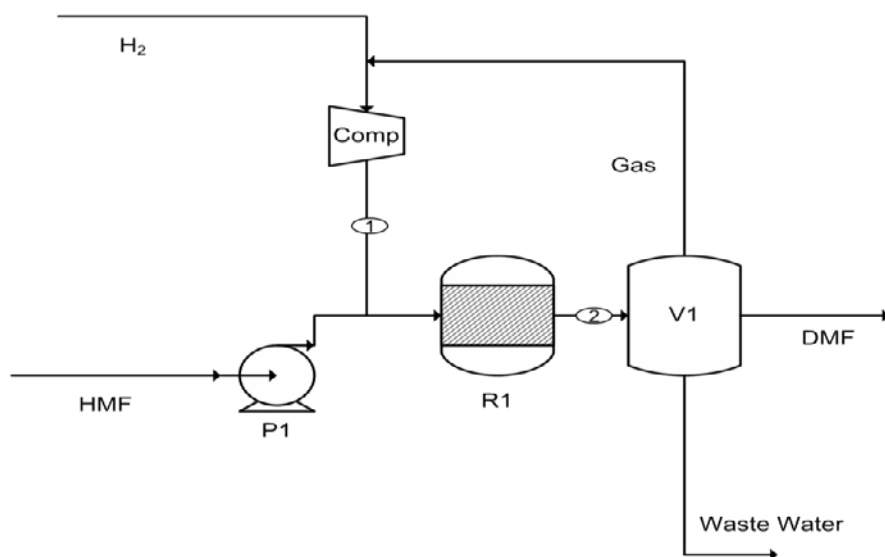 H₂
Comp
Gas
1
2
V1
DMF
HMF
P1
R1
Waste Water